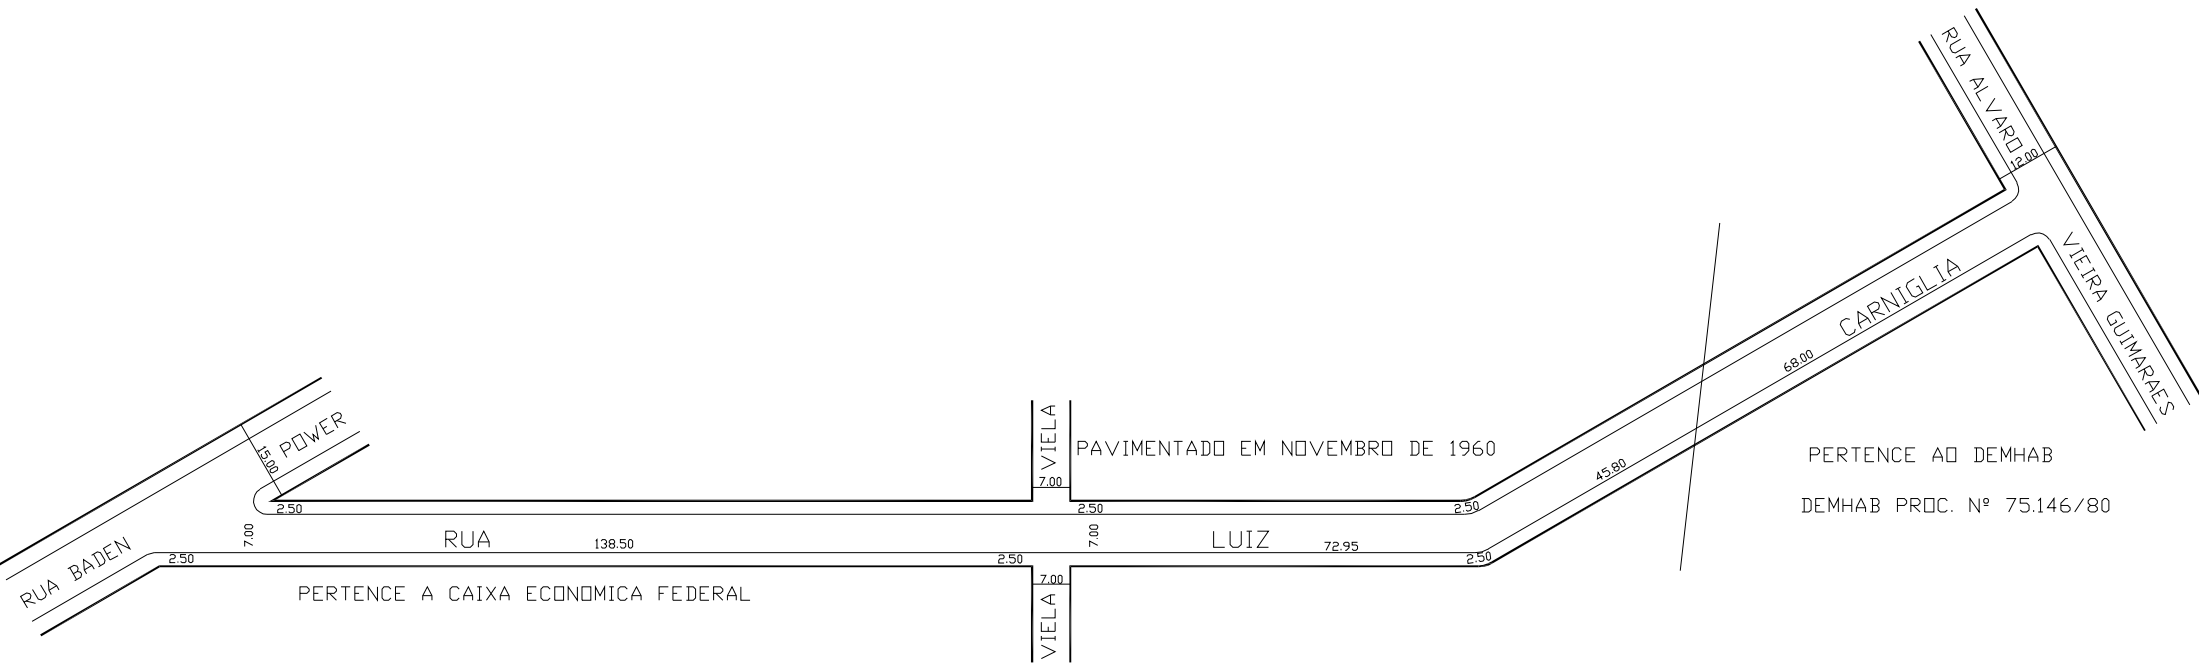 RUA ALVARO
12.00
VIEIRA GUIMARAES
CARNIGLIA
68.00
45.80
POWER
15.00
VIELA
PAVIMENTADO EM NOVEMBRO DE 1960
PERTENCE AO DEMHAB
DEMHAB PROC. Nº 75.146/80
7.00
2.50
2.50
2.50
7.00
RUA
138.50
7.00
LUIZ
72.95
RUA BADEN
2.50
2.50
2.50
7.00
PERTENCE A CAIXA ECONOMICA FEDERAL
VIELA